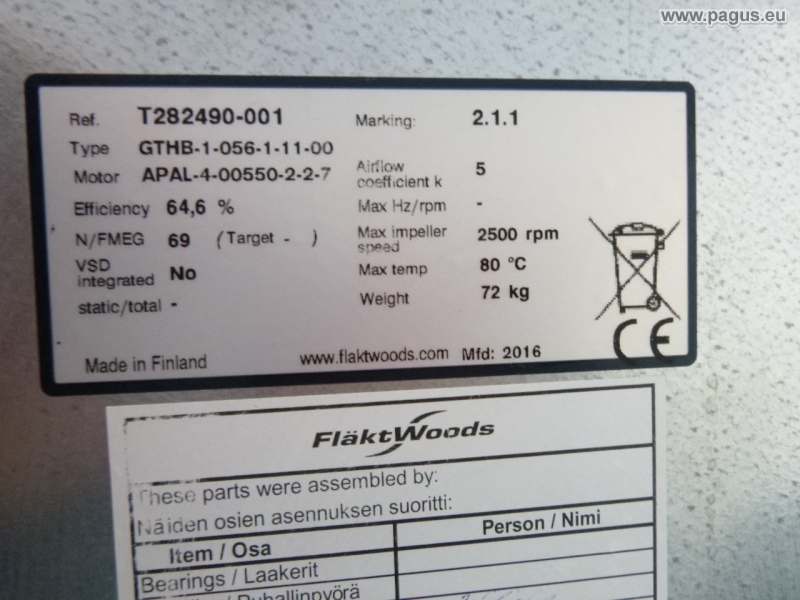 www.pagus.eu
Ref. T282490-001 Marking: 2.1.1
Type GTHB-1-056-1-11-00
Motor APAL-4-00550-2-2-7 Airflow coefficient k 5
Efficiency 64,6 % Max Hz/rpm -
N/FMEG 69 (Target - ) Max impeller speed 2500 rpm
VSD integrated No Max temp 80 °C
static/total - Weight 72 kg
CE
Made in Finland www.flaktwoods.com Mfd: 2016
FläktWoods
These parts were assembled by:
Näiden osien asennuksen suoritti:
Item / Osa Person / Nimi
Bearings / Laakerit
/ Puhallinpyörä